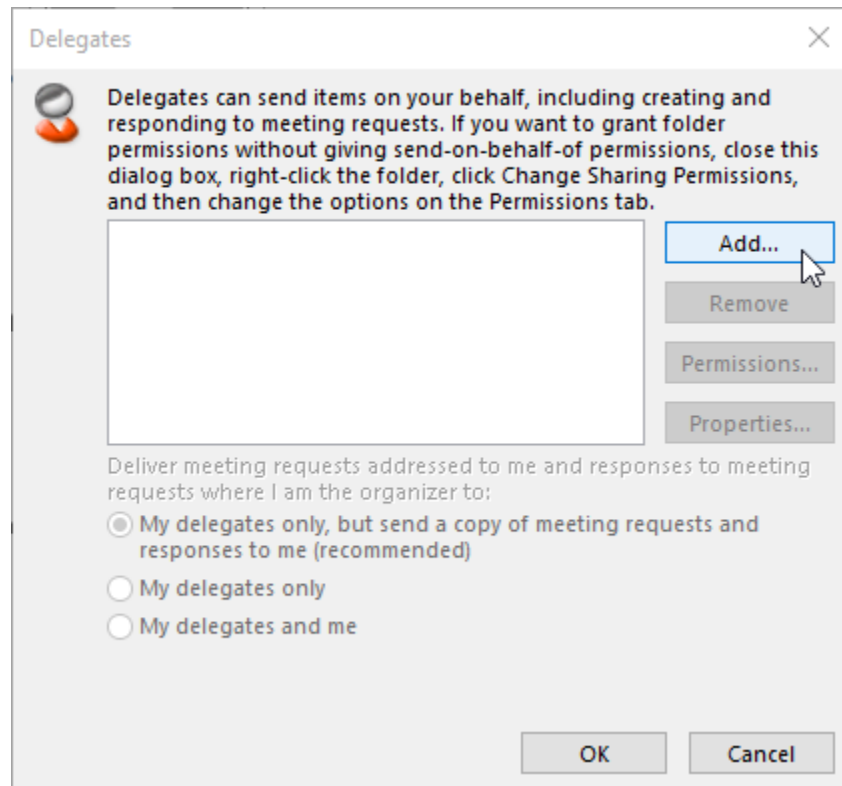 Delegates
Delegates can send items on your behalf, including creating and
responding to meeting requests. If you want to grant folder
permissions without giving send-on-behalf-of permissions, close this
dialog box, right-click the folder, click Change Sharing Permissions,
and then change the options on the Permissions tab.
Add...
Remove
Permissions...
Properties...
Deliver meeting requests addressed to me and responses to meeting
requests where I am the organizer to:
My delegates only, but send a copy of meeting requests and
responses to me (recommended)
My delegates only
My delegates and me
OK
Cancel